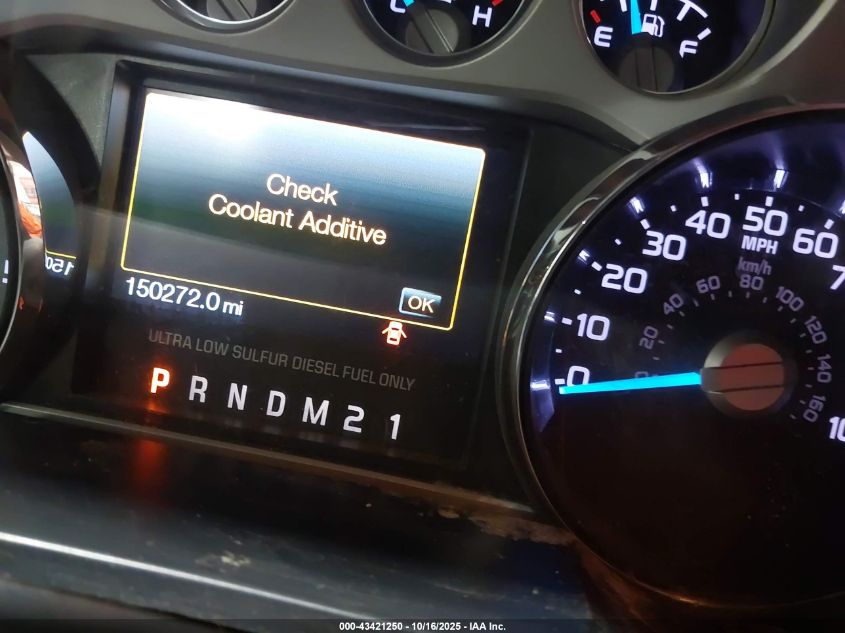 C H
E F
Check
Coolant Additive
150272.0 mi
OK
ULTRA LOW SULFUR DIESEL FUEL ONLY
P R N D M 2 1
0 10 20 30 40 50 60
MPH
km/h
20 40 60 80 100 120 140 160
000-43421250 - 10/16/2025 - IAA Inc.